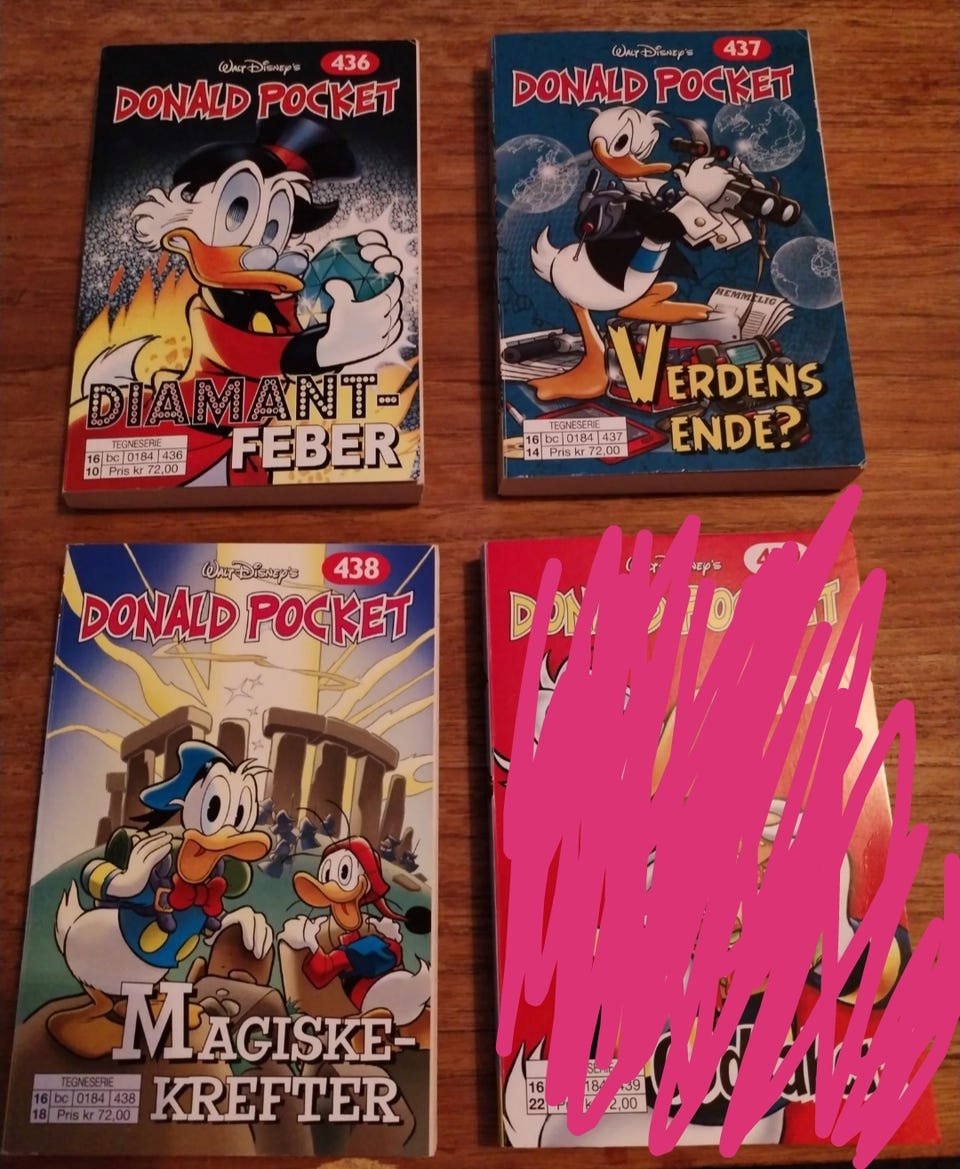 WALT DISNEY'S
436
DONALD POCKET
DIAMANT-
FEBER
TEGNESERIE
16 bc 0184 436
10 Pris kr 72,00
WALT DISNEY'S
437
DONALD POCKET
HEMMELIG
VERDENS
ENDE?
TEGNESERIE
16 bc 0184 437
14 Pris kr 72,00
WALT DISNEY'S
438
DONALD POCKET
MAGISKE-
KREFTER
TEGNESERIE
16 bc 0184 438
18 Pris kr 72,00
16
22